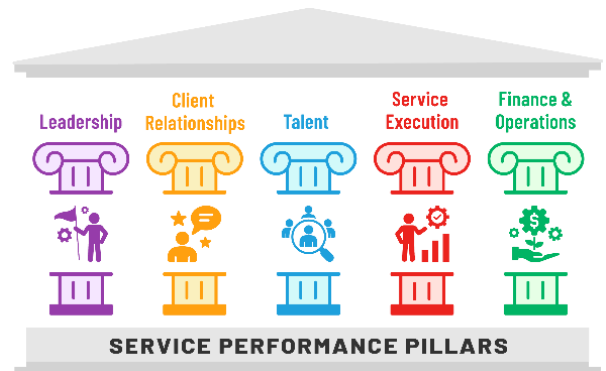 Leadership
Client
Relationships
Talent
Service
Execution
Finance &
Operations
$
SERVICE PERFORMANCE PILLARS